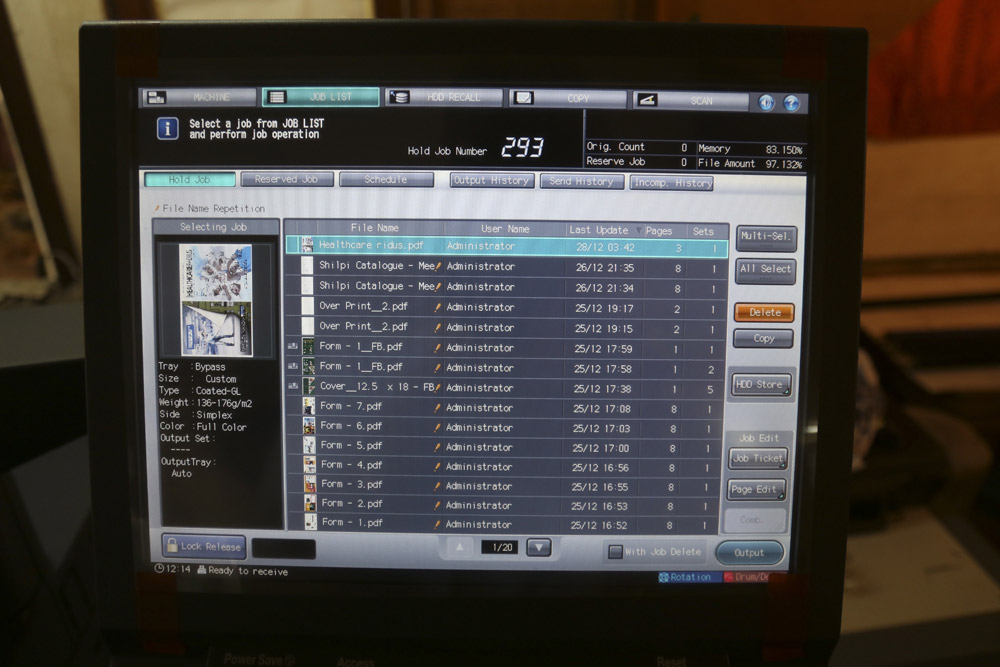 MACHINE
JOB LIST
HDD RECALL
COPY
SCAN
?
i
Select a job from JOB LIST
and perform job operation
Hold Job Number 293
Orig. Count 0
Reserve Job 0
Memory 83.150%
File Amount 97.132%
Hold Job
Reserved Job
Schedule
Output History
Send History
Incomp. History
File Name Repetition
Selecting Job
Tray :Bypass
Size : Custom
Type :Coated-GL
Weight:136-176g/m2
Side :Simplex
Color :Full Color
Output Set:
----
OutputTray:
Auto
File Name User Name Last Update Pages Sets
Healthcare ridus.pdf Administrator 28/12 03:42 3 1
Shilpi Catalogue - Mee Administrator 26/12 21:35 8 1
Shilpi Catalogue - Mee Administrator 26/12 21:34 8 1
Over Print__2.pdf Administrator 25/12 19:17 2 1
Over Print__2.pdf Administrator 25/12 19:15 2 1
Form - 1__FB.pdf Administrator 25/12 17:59 1 1
Form - 1__FB.pdf Administrator 25/12 17:58 1 2
Cover__12.5 x 18 - FB Administrator 25/12 17:38 1 5
Form - 7.pdf Administrator 25/12 17:08 8 1
Form - 6.pdf Administrator 25/12 17:03 8 1
Form - 5.pdf Administrator 25/12 17:00 8 1
Form - 4.pdf Administrator 25/12 16:56 8 1
Form - 3.pdf Administrator 25/12 16:55 8 1
Form - 2.pdf Administrator 25/12 16:53 8 1
Form - 1.pdf Administrator 25/12 16:52 8 1
Multi-Sel.
All Select
Delete
Copy
HDD Store
Job Edit
Job Ticket
Page Edit
Comb.
Lock Release
1/20
With Job Delete
Output
12:14 Ready to receive
Rotation
Drum/De
Power Save
Access
Reset